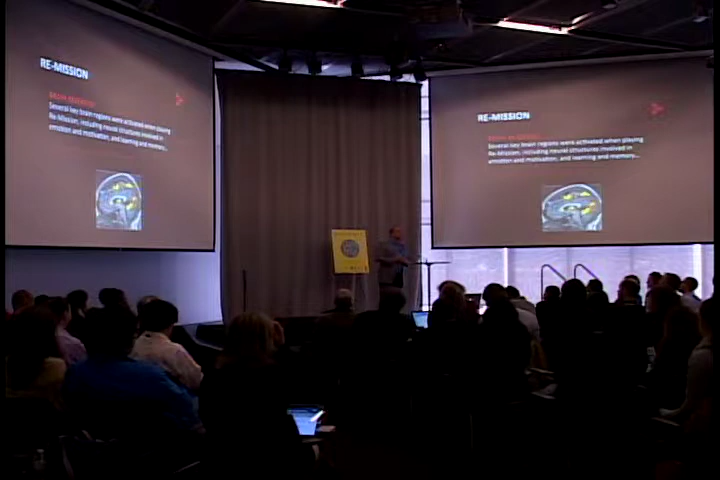 RE-MISSION
Several key brain regions were activated when playing
Re-Mission, including neural structures involved in
emotion and motivation, and learning and memory...
RE-MISSION
Several key brain regions were activated when playing
Re-Mission, including neural structures involved in
emotion and motivation, and learning and memory...